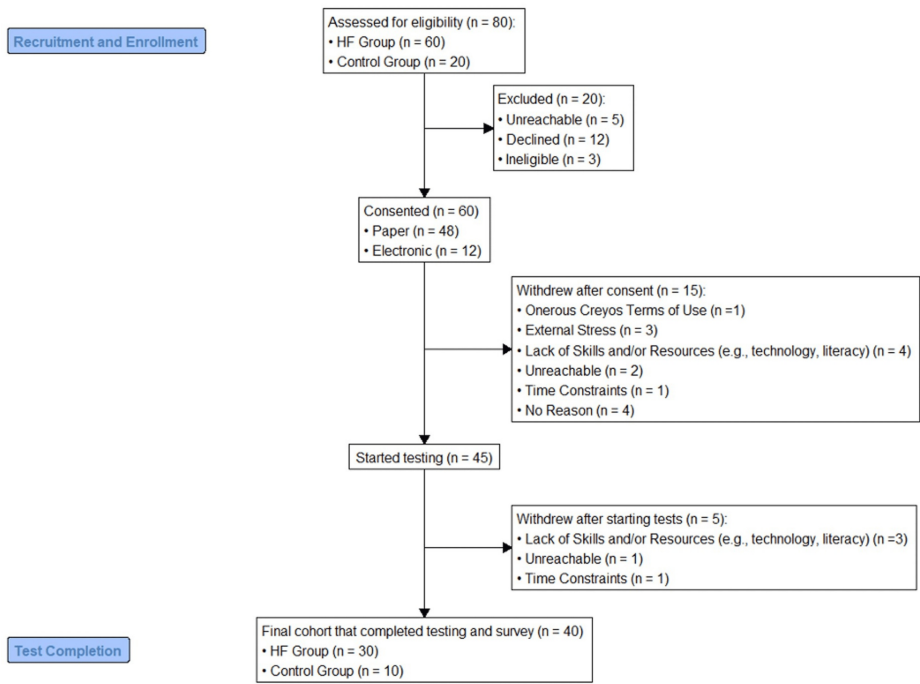 Recruitment and Enrollment
Assessed for eligibility (n = 80):
• HF Group (n = 60)
• Control Group (n = 20)
Excluded (n = 20):
• Unreachable (n = 5)
• Declined (n = 12)
• Ineligible (n = 3)
Consented (n = 60)
• Paper (n = 48)
• Electronic (n = 12)
Withdrew after consent (n = 15):
• Onerous Creyos Terms of Use (n =1)
• External Stress (n = 3)
• Lack of Skills and/or Resources (e.g., technology, literacy) (n = 4)
• Unreachable (n = 2)
• Time Constraints (n = 1)
• No Reason (n = 4)
Started testing (n = 45)
Withdrew after starting tests (n = 5):
• Lack of Skills and/or Resources (e.g., technology, literacy) (n =3)
• Unreachable (n = 1)
• Time Constraints (n = 1)
Final cohort that completed testing and survey (n = 40)
• HF Group (n = 30)
• Control Group (n = 10)
Test Completion